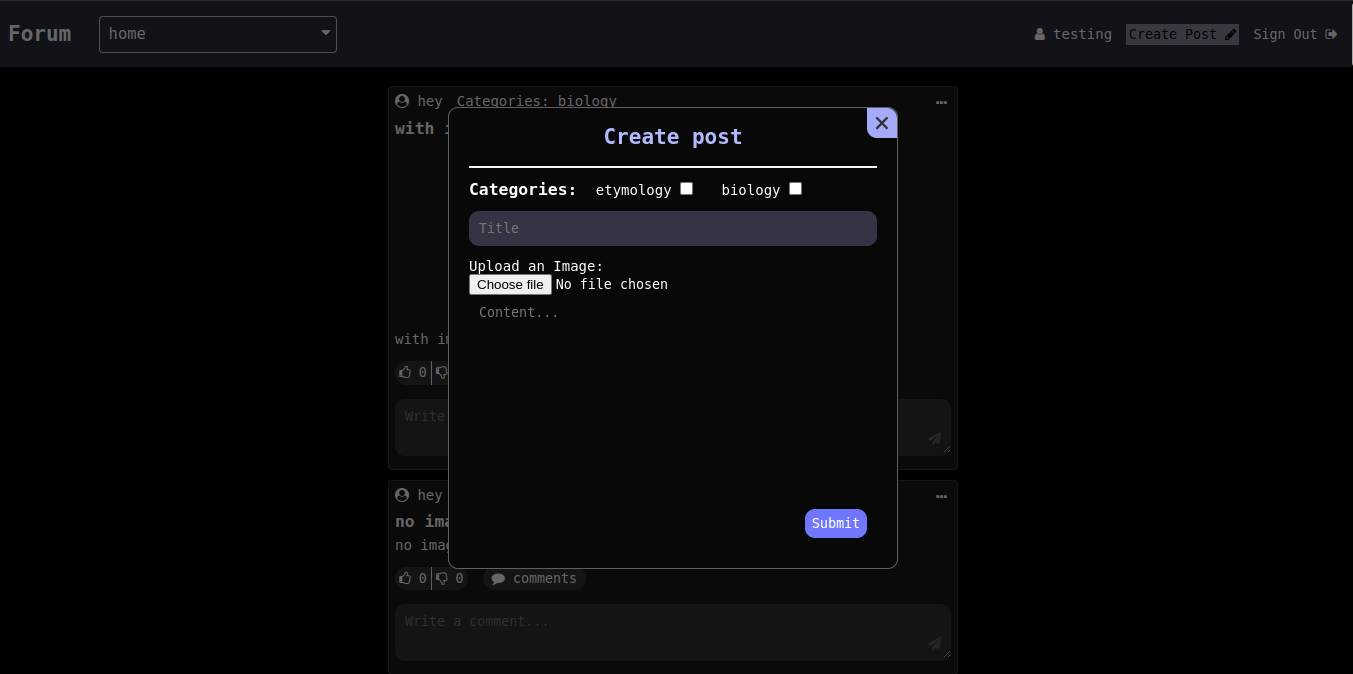 Forum home testing Create Post Sign Out
hey Categories: biology
with i
Create post
Categories: etymology biology
Title
Upload an Image:
Choose file No file chosen
Content...
with im
0
Write
Submit
hey
no ima
no imag
0 0 comments
Write a comment...